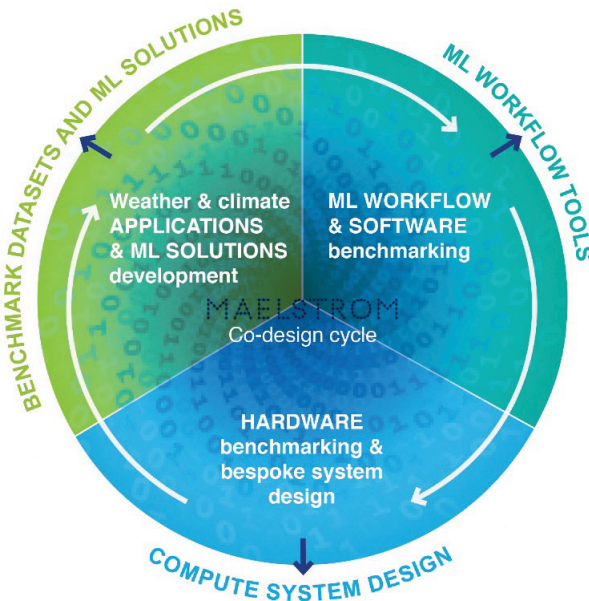 BENCHMARK DATASETS AND ML SOLUTIONS
ML WORKFLOW TOOLS
Weather & climate
APPLICATIONS
& ML SOLUTIONS
development
ML WORKFLOW
& SOFTWARE
benchmarking
MAELSTROM
Co-design cycle
HARDWARE
benchmarking &
bespoke system
design
COMPUTE SYSTEM DESIGN